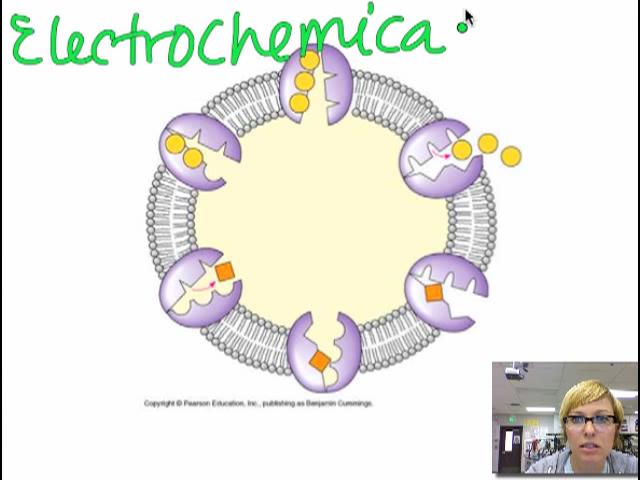 Electrochemica
Copyright © Pearson Education, Inc., publishing as Benjamin Cummings.